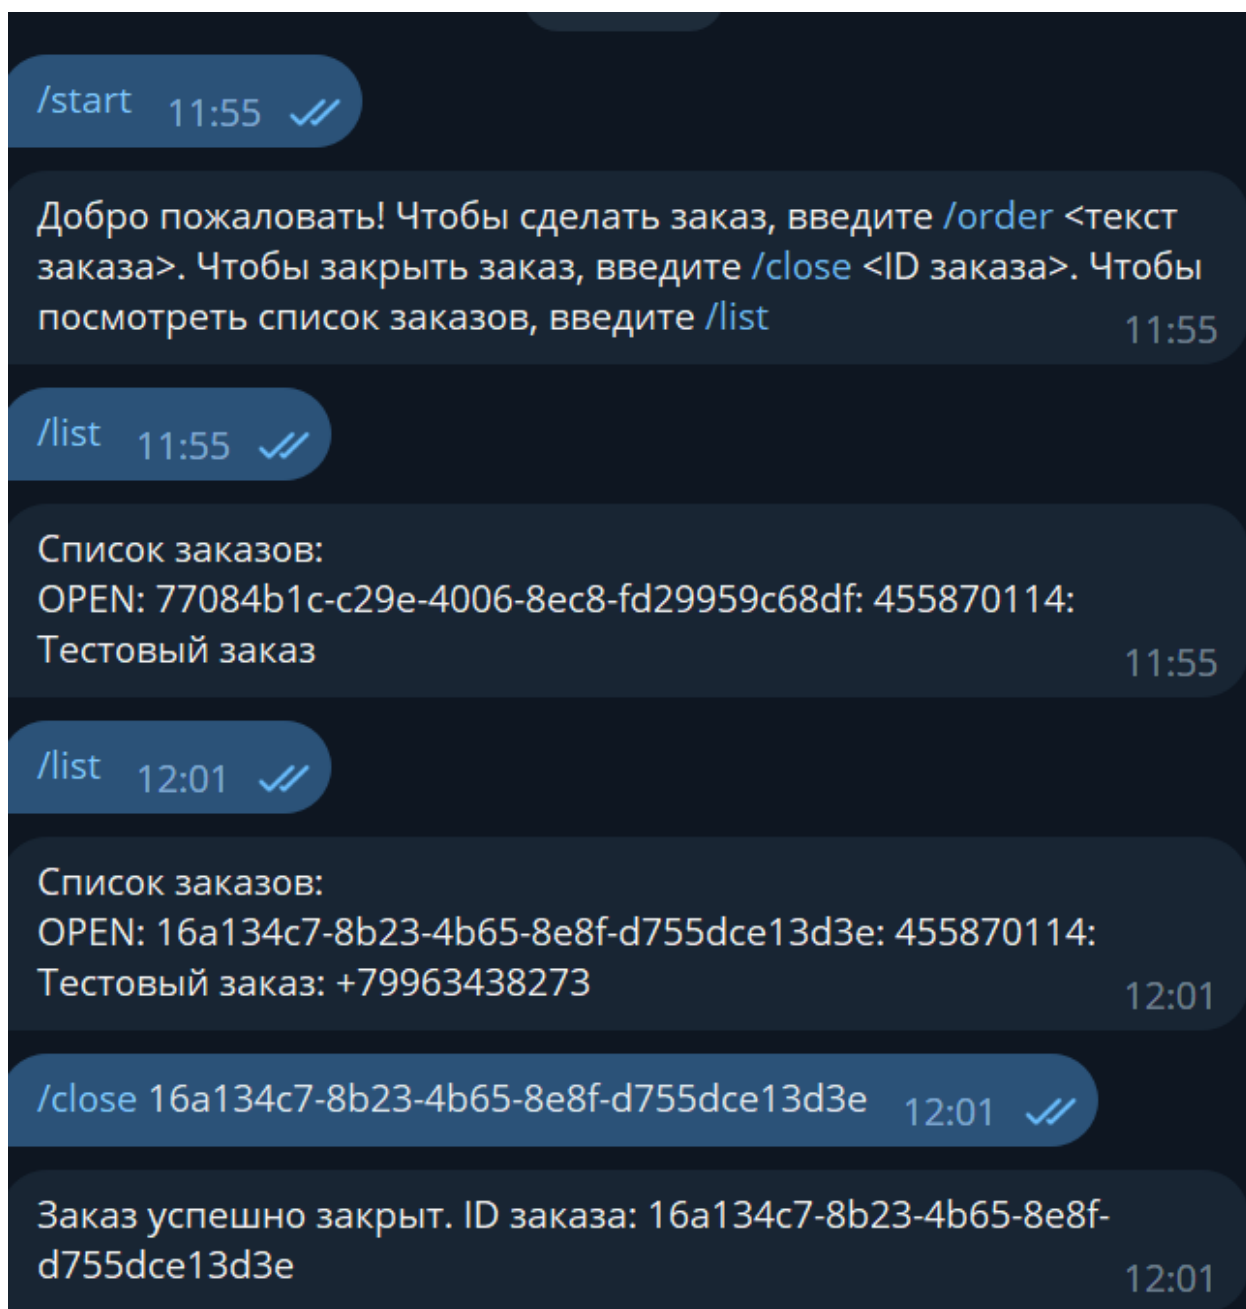 /start 11:55
Добро пожаловать! Чтобы сделать заказ, введите /order <текст
заказа>. Чтобы закрыть заказ, введите /close <ID заказа>. Чтобы
посмотреть список заказов, введите /list
11:55
/list 11:55
Список заказов:
OPEN: 77084b1c-c29e-4006-8ec8-fd29959c68df: 455870114:
Тестовый заказ
11:55
/list 12:01
Список заказов:
OPEN: 16a134c7-8b23-4b65-8e8f-d755dce13d3e: 455870114:
Тестовый заказ: +79963438273
12:01
/close 16a134c7-8b23-4b65-8e8f-d755dce13d3e 12:01
Заказ успешно закрыт. ID заказа: 16a134c7-8b23-4b65-8e8f-
d755dce13d3e
12:01